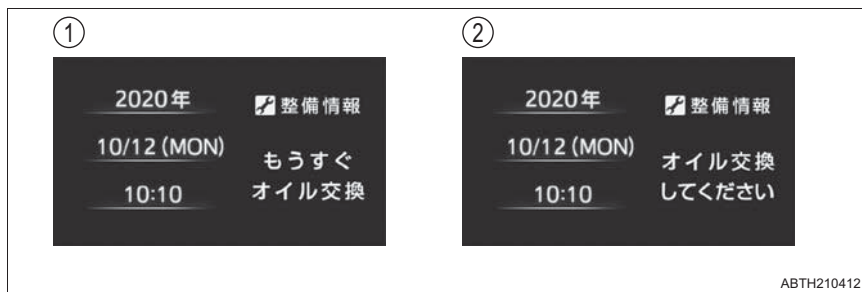 ①
2020年
整備情報
10/12 (MON)
もうすぐ
オイル交換
10:10
②
2020年
整備情報
10/12 (MON)
オイル交換
してください
10:10
ABTH210412